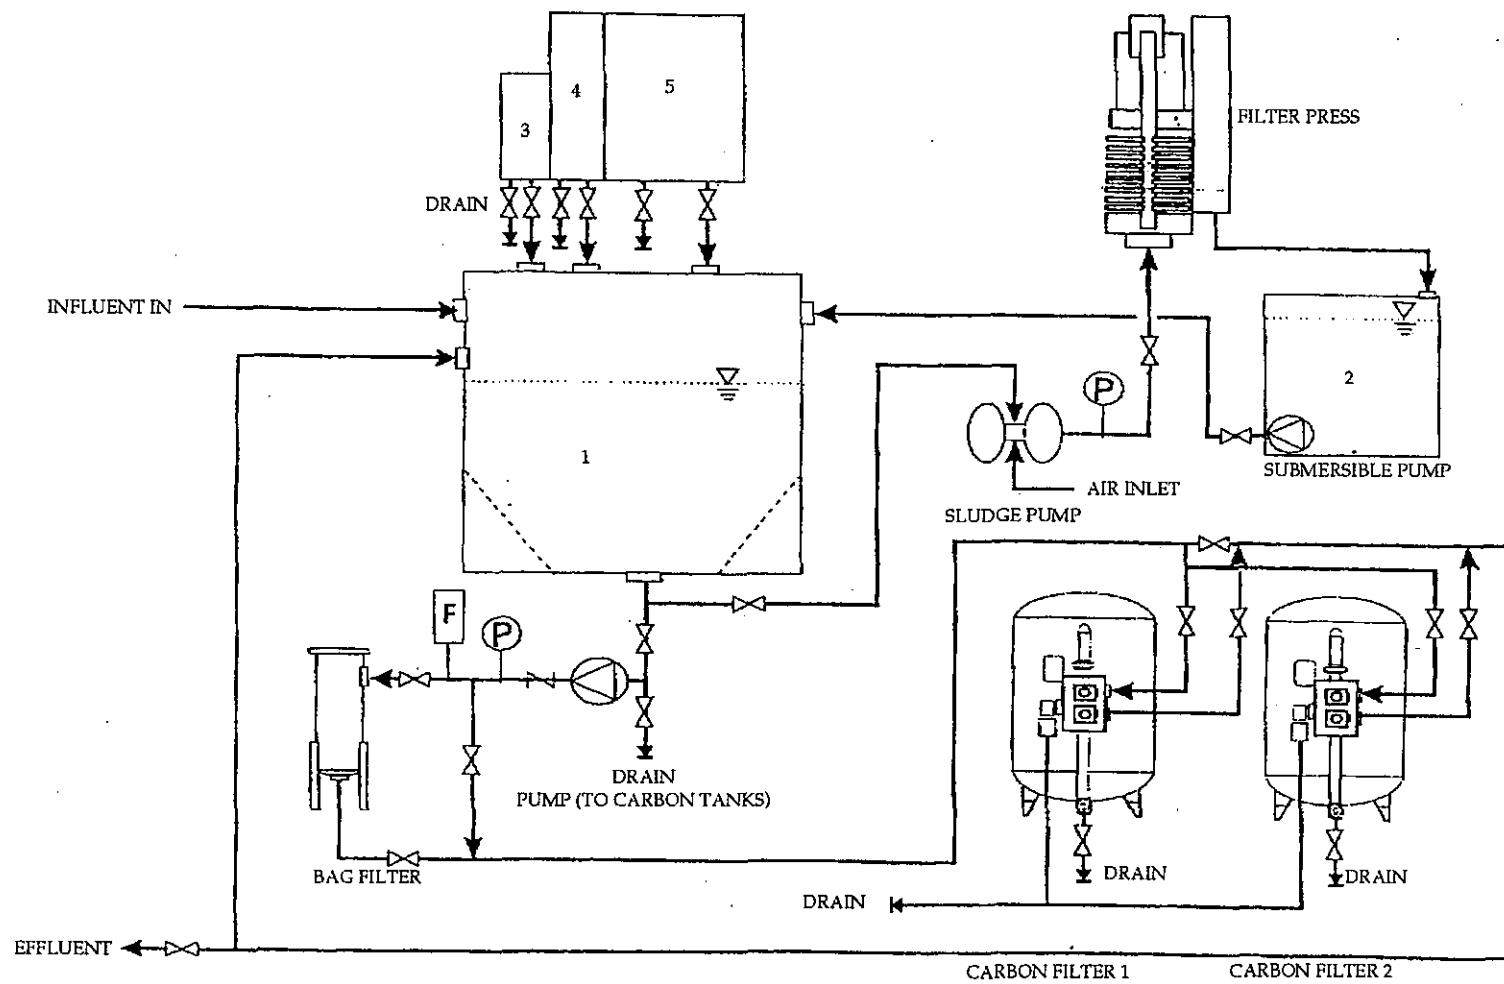 4
5
3
FILTER PRESS
DRAIN
INFLUENT IN
P
2
1
SUBMERSIBLE PUMP
AIR INLET
SLUDGE PUMP
F
P
DRAIN
PUMP (TO CARBON TANKS)
BAG FILTER
DRAIN
DRAIN
DRAIN
EFFLUENT
CARBON FILTER 1
CARBON FILTER 2